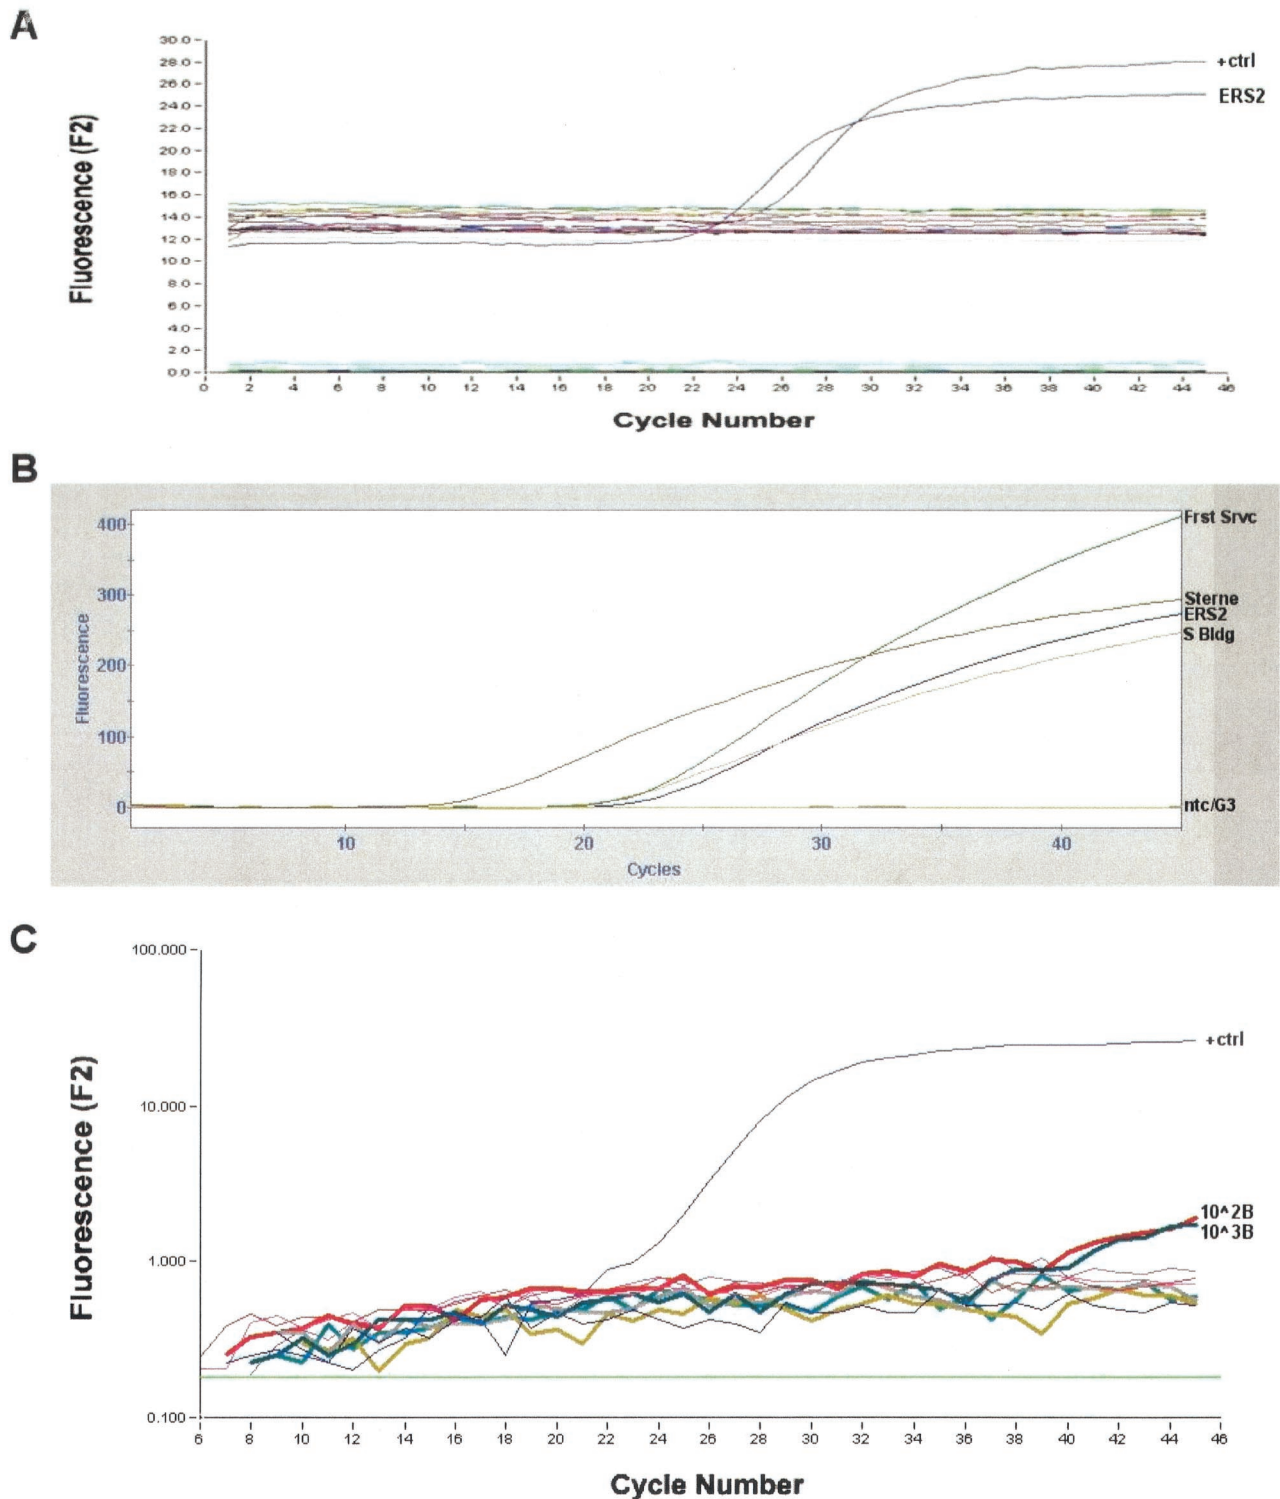 A
30.0
28.0
26.0
24.0
22.0
20.0
18.0
16.0
14.0
12.0
10.0
8.0
6.0
4.0
2.0
0.0
Fluorescence (F2)
+ctrl
ERS2
0 2 4 6 8 10 12 14 16 18 20 22 24 26 28 30 32 34 36 38 40 42 44 46
Cycle Number
B
400
300
200
100
0
Fluorescence
Frst Srvc
Sterne
ERS2
S Bldg
ntc/G3
10 20 30 40
Cycles
C
100.000
10.000
1.000
0.100
Fluorescence (F2)
+ctrl
10^2B
10^3B
6 8 10 12 14 16 18 20 22 24 26 28 30 32 34 36 38 40 42 44 46
Cycle Number